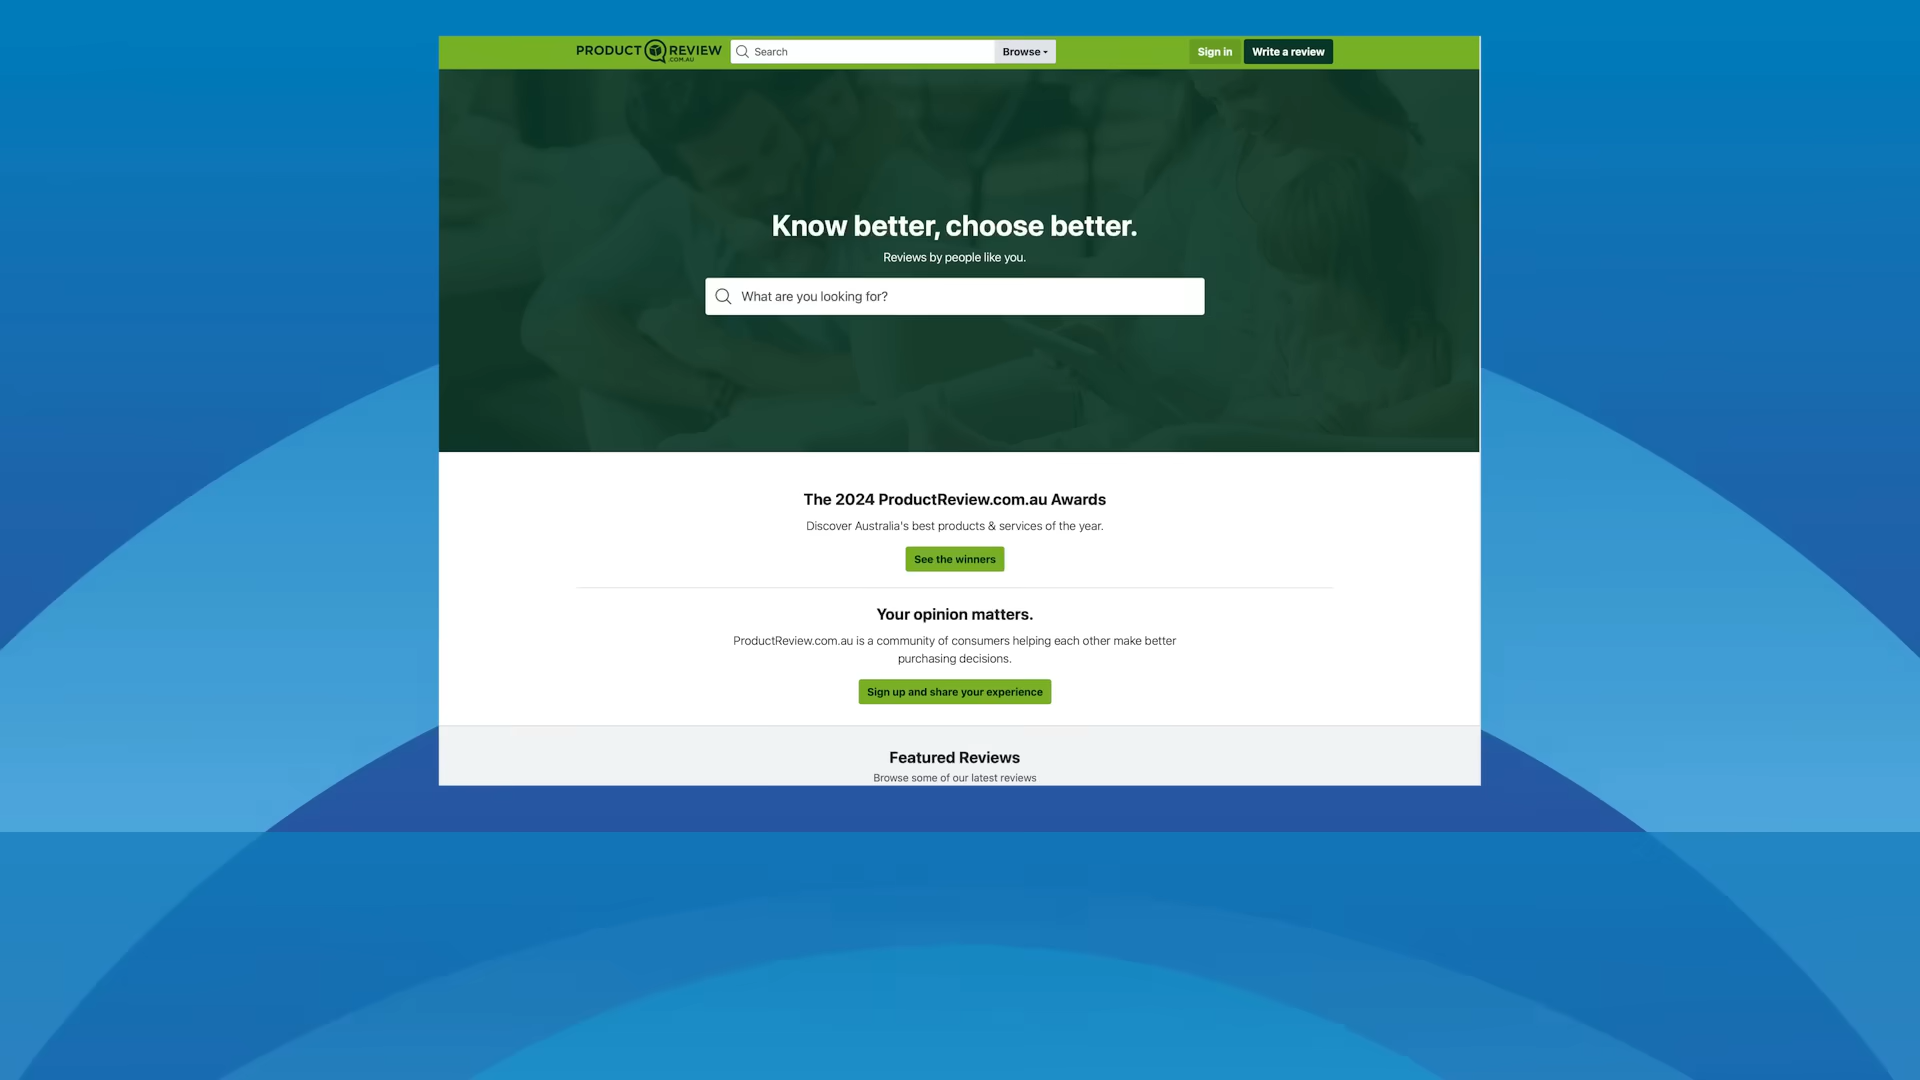 PRODUCT REVIEW
.COM.AU
Search
Browse
Sign in
Write a review
Know better, choose better.
Reviews by people like you.
What are you looking for?
The 2024 ProductReview.com.au Awards
Discover Australia's best products & services of the year.
See the winners
Your opinion matters.
ProductReview.com.au is a community of consumers helping each other make better
purchasing decisions.
Sign up and share your experience
Featured Reviews
Browse some of our latest reviews